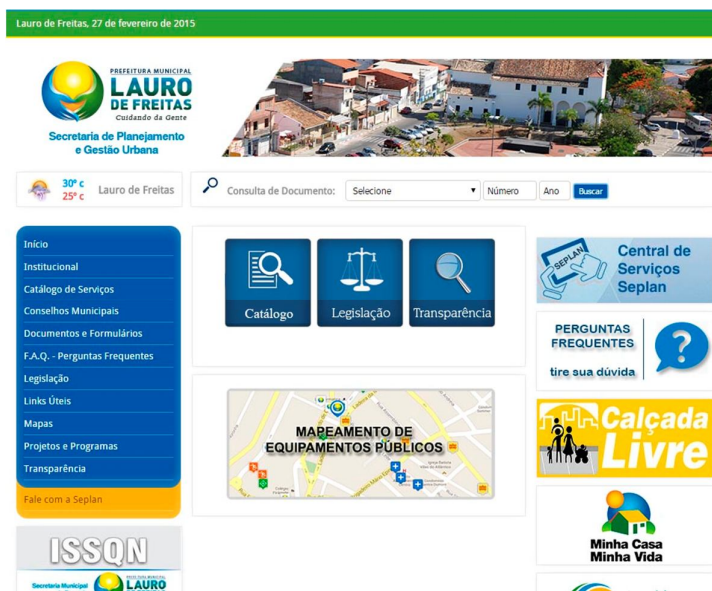 Lauro de Freitas, 27 de fevereiro de 2015
PREFEITURA MUNICIPAL
LAURO
DE FREITAS
Cuidando da Gente
Secretaria de Planejamento
e Gestão Urbana
30º c
25º c
Lauro de Freitas
Consulta de Documento:
Selecione
Número
Ano
Buscar
Início
Institucional
Catálogo de Serviços
Conselhos Municipais
Documentos e Formulários
F.A.Q. - Perguntas Frequentes
Legislação
Links Úteis
Mapas
Projetos e Programas
Transparência
Fale com a Seplan
ISSQN
Secretaria Municipal
PREFEITURA MUNICIPAL
LAURO
Catálogo
Legislação
Transparência
MAPEAMENTO DE
EQUIPAMENTOS PÚBLICOS
SEPLAN
Central de
Serviços
Seplan
PERGUNTAS
FREQUENTES
tire sua dúvida
?
Calçada
Livre
Minha Casa
Minha Vida